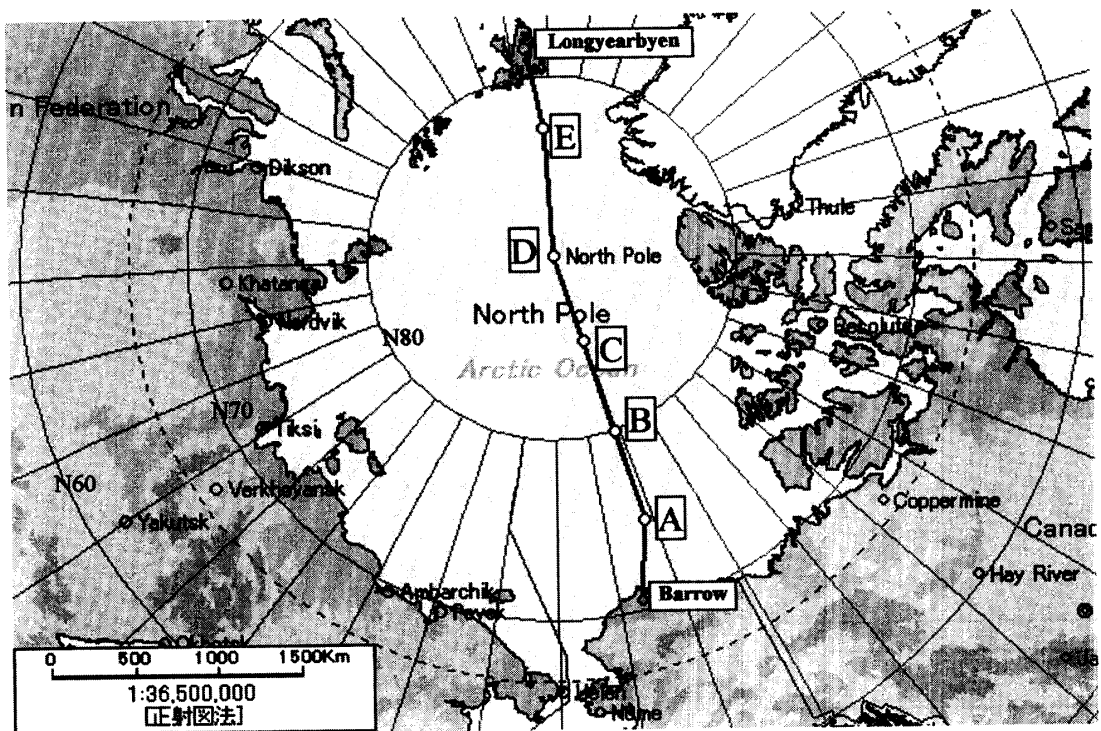 Longyearbyen
n Federation
E
Dikson
Thule
D
North Pole
Khatanga
Nordvik
North Pole
N80
C
Resolute
Arctic Ocean
N70
Tiksi
B
N60
Verkhoyansk
Yakutsk
A
Coppermine
Canad
Hay River
Ambarchik
Pevek
Barrow
0 500 1000 1500Km
1:36,500,000
[正射図法]
Uelen
Nome